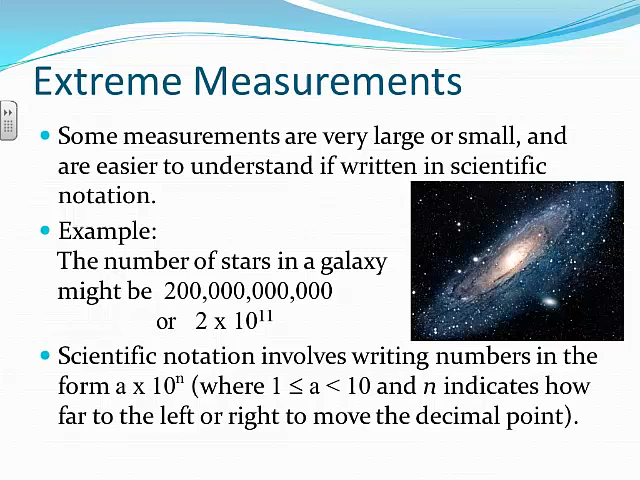 Extreme Measurements
• Some measurements are very large or small, and
are easier to understand if written in scientific
notation.
• Example:
The number of stars in a galaxy
might be 200,000,000,000
or 2 x 10¹¹
• Scientific notation involves writing numbers in the
form a x 10ⁿ (where 1 ≤ a < 10 and n indicates how
far to the left or right to move the decimal point).